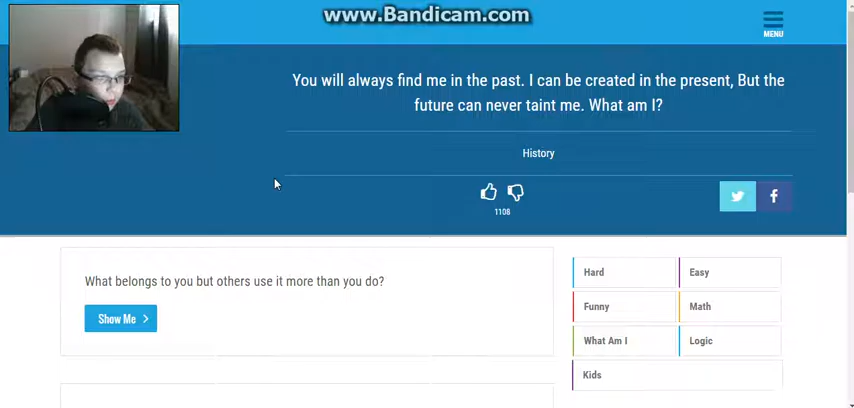 www.Bandicam.com
MENU
You will always find me in the past. I can be created in the present, But the
future can never taint me. What am I?
History
1108
What belongs to you but others use it more than you do?
Show Me
Hard
Easy
Funny
Math
What Am I
Logic
Kids